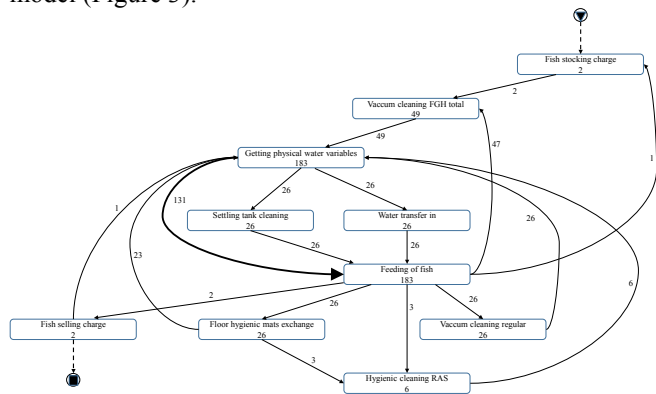 model (Figure 5).
Fish stocking charge
2
2
Vaccum cleaning FGH total
49
49
47
1
Getting physical water variables
183
26
26
131
1
Settling tank cleaning
26
Water transfer in
26
26
23
26
26
Feeding of fish
183
6
2
26
3
26
Fish selling charge
2
Floor hygienic mats exchange
26
Vaccum cleaning regular
26
3
Hygienic cleaning RAS
6